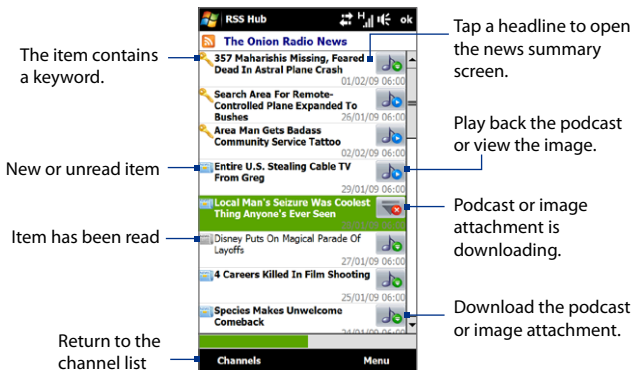 RSS Hub
H
ok
The Onion Radio News
357 Maharishis Missing, Feared
Dead In Astral Plane Crash
01/02/09 06:00
Search Area For Remote-
Controlled Plane Expanded To
Bushes
26/01/09 06:00
Area Man Gets Badass
Community Service Tattoo
02/02/09 06:00
Entire U.S. Stealing Cable TV
From Greg
29/01/09 06:00
Local Man's Seizure Was Coolest
Thing Anyone's Ever Seen
Disney Puts On Magical Parade Of
Layoffs
27/01/09 06:00
4 Careers Killed In Film Shooting
25/01/09 06:00
Species Makes Unwelcome
Comeback
24/01/09 06:00
Channels
Menu
The item contains
a keyword.
New or unread item
Item has been read
Return to the
channel list
Tap a headline to open
the news summary
screen.
Play back the podcast
or view the image.
Podcast or image
attachment is
downloading.
Download the podcast
or image attachment.